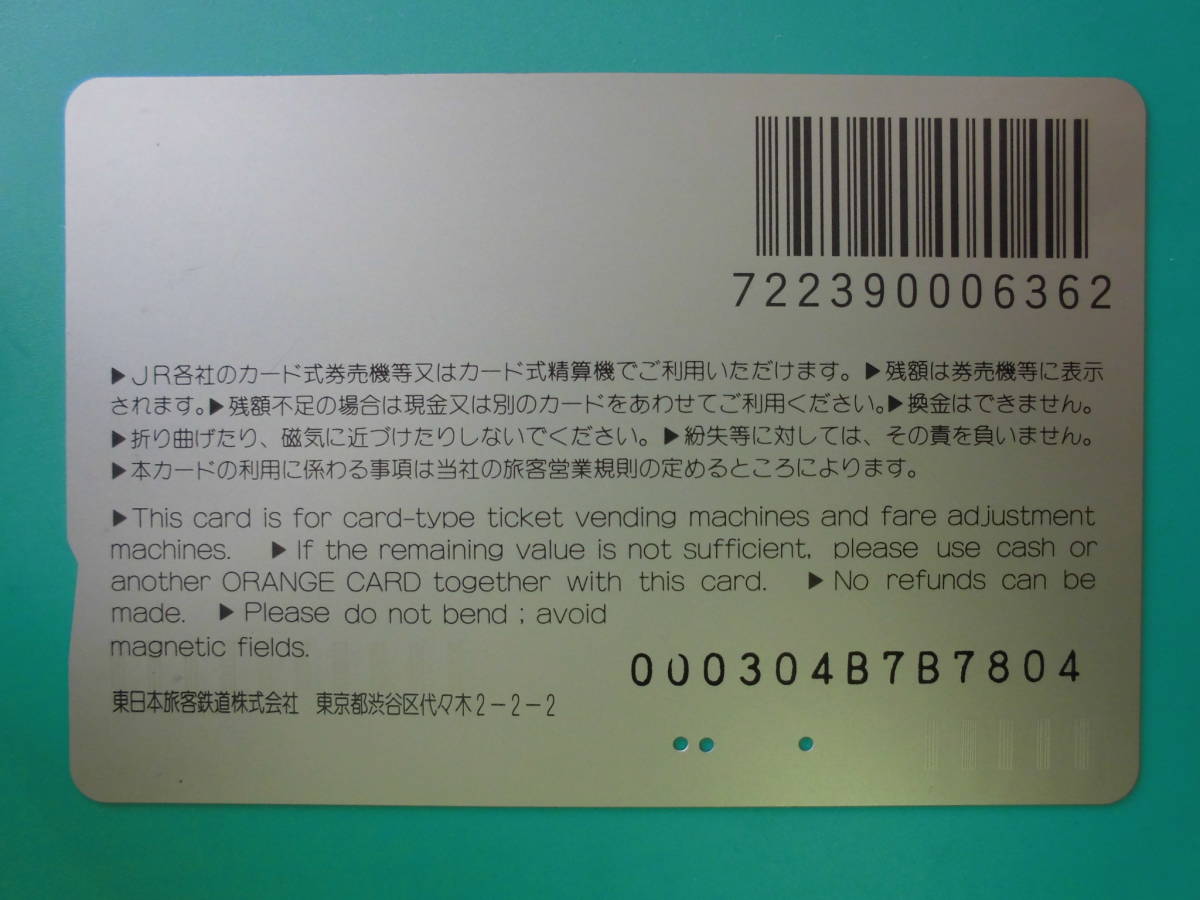 722390006362
▶JR各社のカード式券売機等又はカード式精算機でご利用いただけます。▶残額は券売機等に表示
されます。▶残額不足の場合は現金又は別のカードをあわせてご利用ください。▶換金はできません。
▶折り曲げたり、磁気に近づけたりしないでください。▶紛失等に対しては、その責を負いません。
▶本カードの利用に係わる事項は当社の旅客営業規則の定めるところによります。
▶This card is for card-type ticket vending machines and fare adjustment
machines. ▶If the remaining value is not sufficient, please use cash or
another ORANGE CARD together with this card. ▶No refunds can be
made. ▶Please do not bend ; avoid
magnetic fields.
000304B7B7804
東日本旅客鉄道株式会社 東京都渋谷区代々木2-2-2